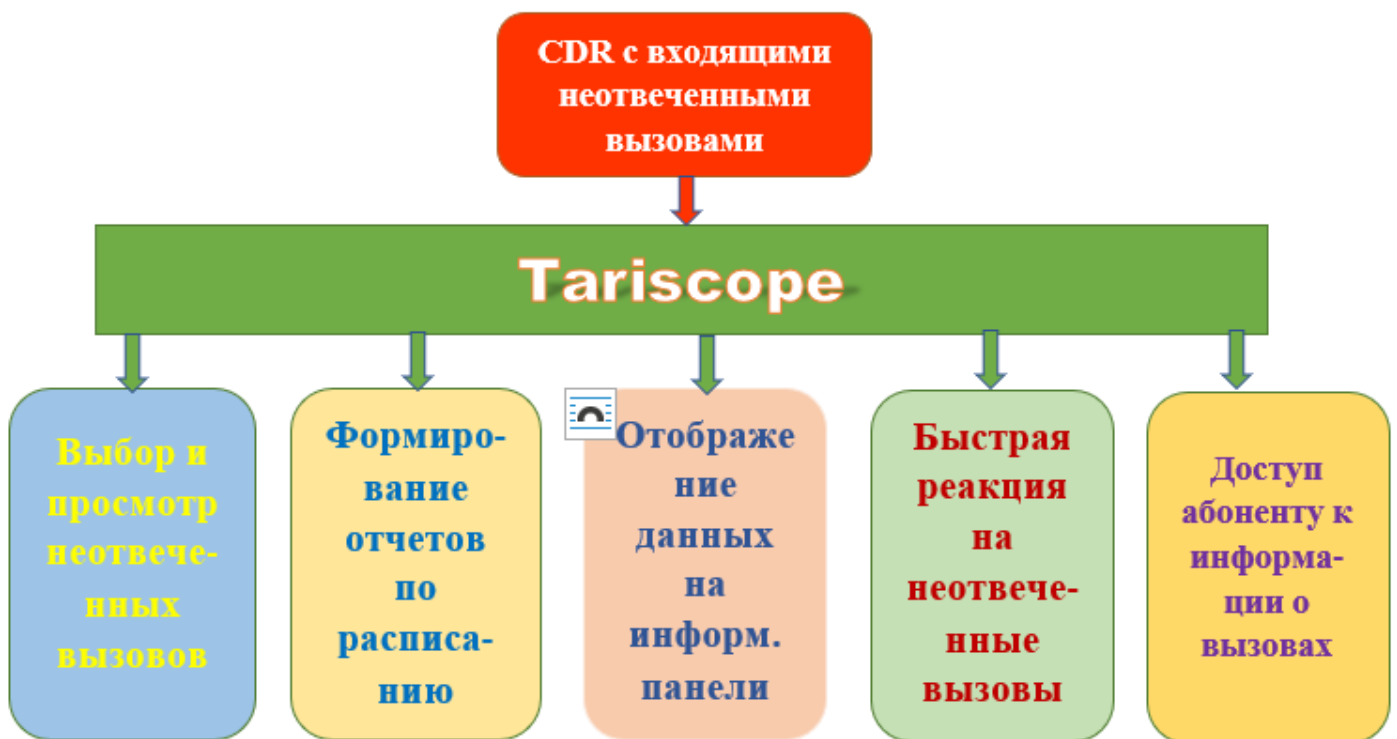 CDR с входящими
неотвеченными
вызовами
Tariscope
Выбор и
просмотр
неотвече-
нных
вызовов
Формиро-
вание
отчетов
по
расписа-
нию
Отображе
ние
данных
на
информ.
панели
Быстрая
реакция
на
неотвече-
нные
вызовы
Доступ
абоненту к
информа-
ции о
вызовах